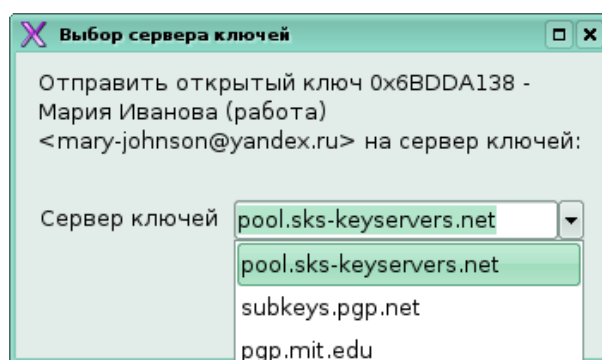 Выбор сервера ключей
Отправить открытый ключ 0x6BDDA138 -
Мария Иванова (работа)
<mary-johnson@yandex.ru> на сервер ключей:
Сервер ключей pool.sks-keyservers.net
pool.sks-keyservers.net
subkeys.pgp.net
pgp.mit.edu